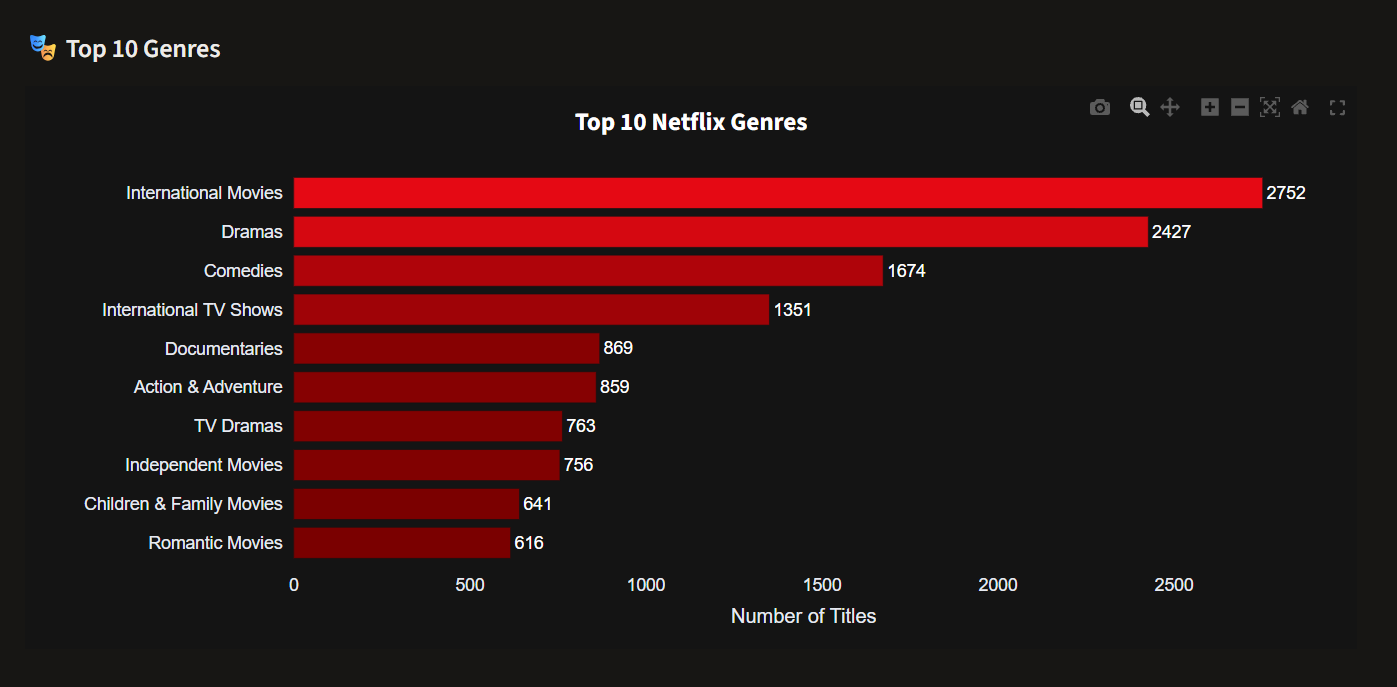 🎭 Top 10 Genres
Top 10 Netflix Genres
International Movies 2752
Dramas 2427
Comedies 1674
International TV Shows 1351
Documentaries 869
Action & Adventure 859
TV Dramas 763
Independent Movies 756
Children & Family Movies 641
Romantic Movies 616
0 500 1000 1500 2000 2500
Number of Titles